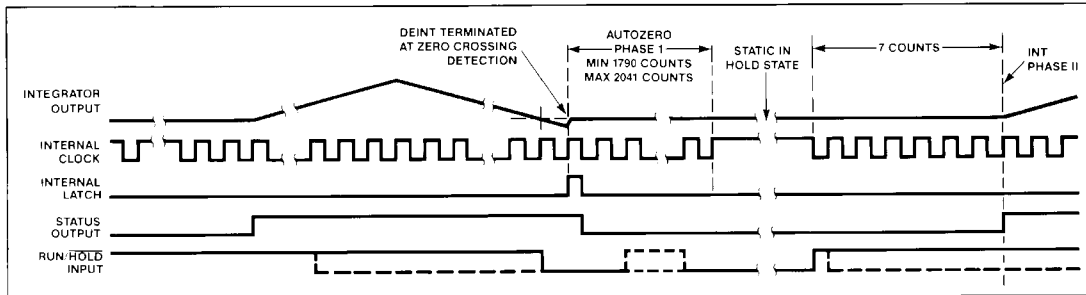 DEINT TERMINATED
AT ZERO CROSSING
DETECTION
AUTOZERO
PHASE 1
MIN 1790 COUNTS
MAX 2041 COUNTS
STATIC IN
HOLD STATE
7 COUNTS
INT
PHASE II
INTEGRATOR
OUTPUT
INTERNAL
CLOCK
INTERNAL
LATCH
STATUS
OUTPUT
RUN/HOLD
INPUT